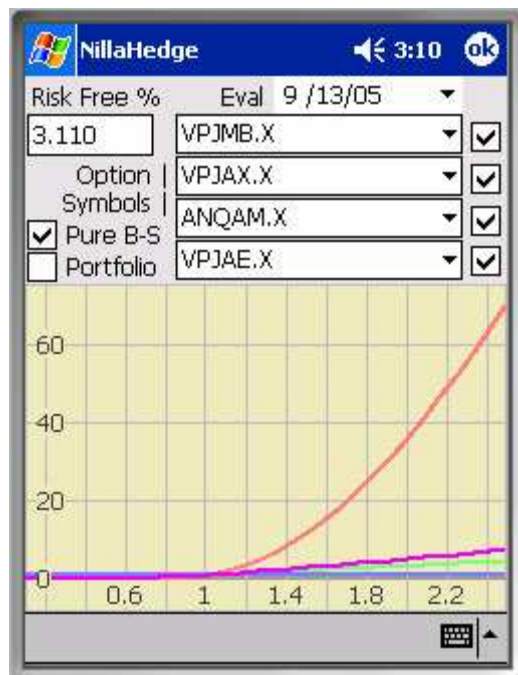 NillaHedge 3:10 ok
Risk Free % Eval 9 /13/05
3.110 VPJMB.X
Option | VPJAX.X
Symbols | ANQAM.X
Pure B-S
Portfolio VPJAE.X
60
40
20
0
0.6 1 1.4 1.8 2.2